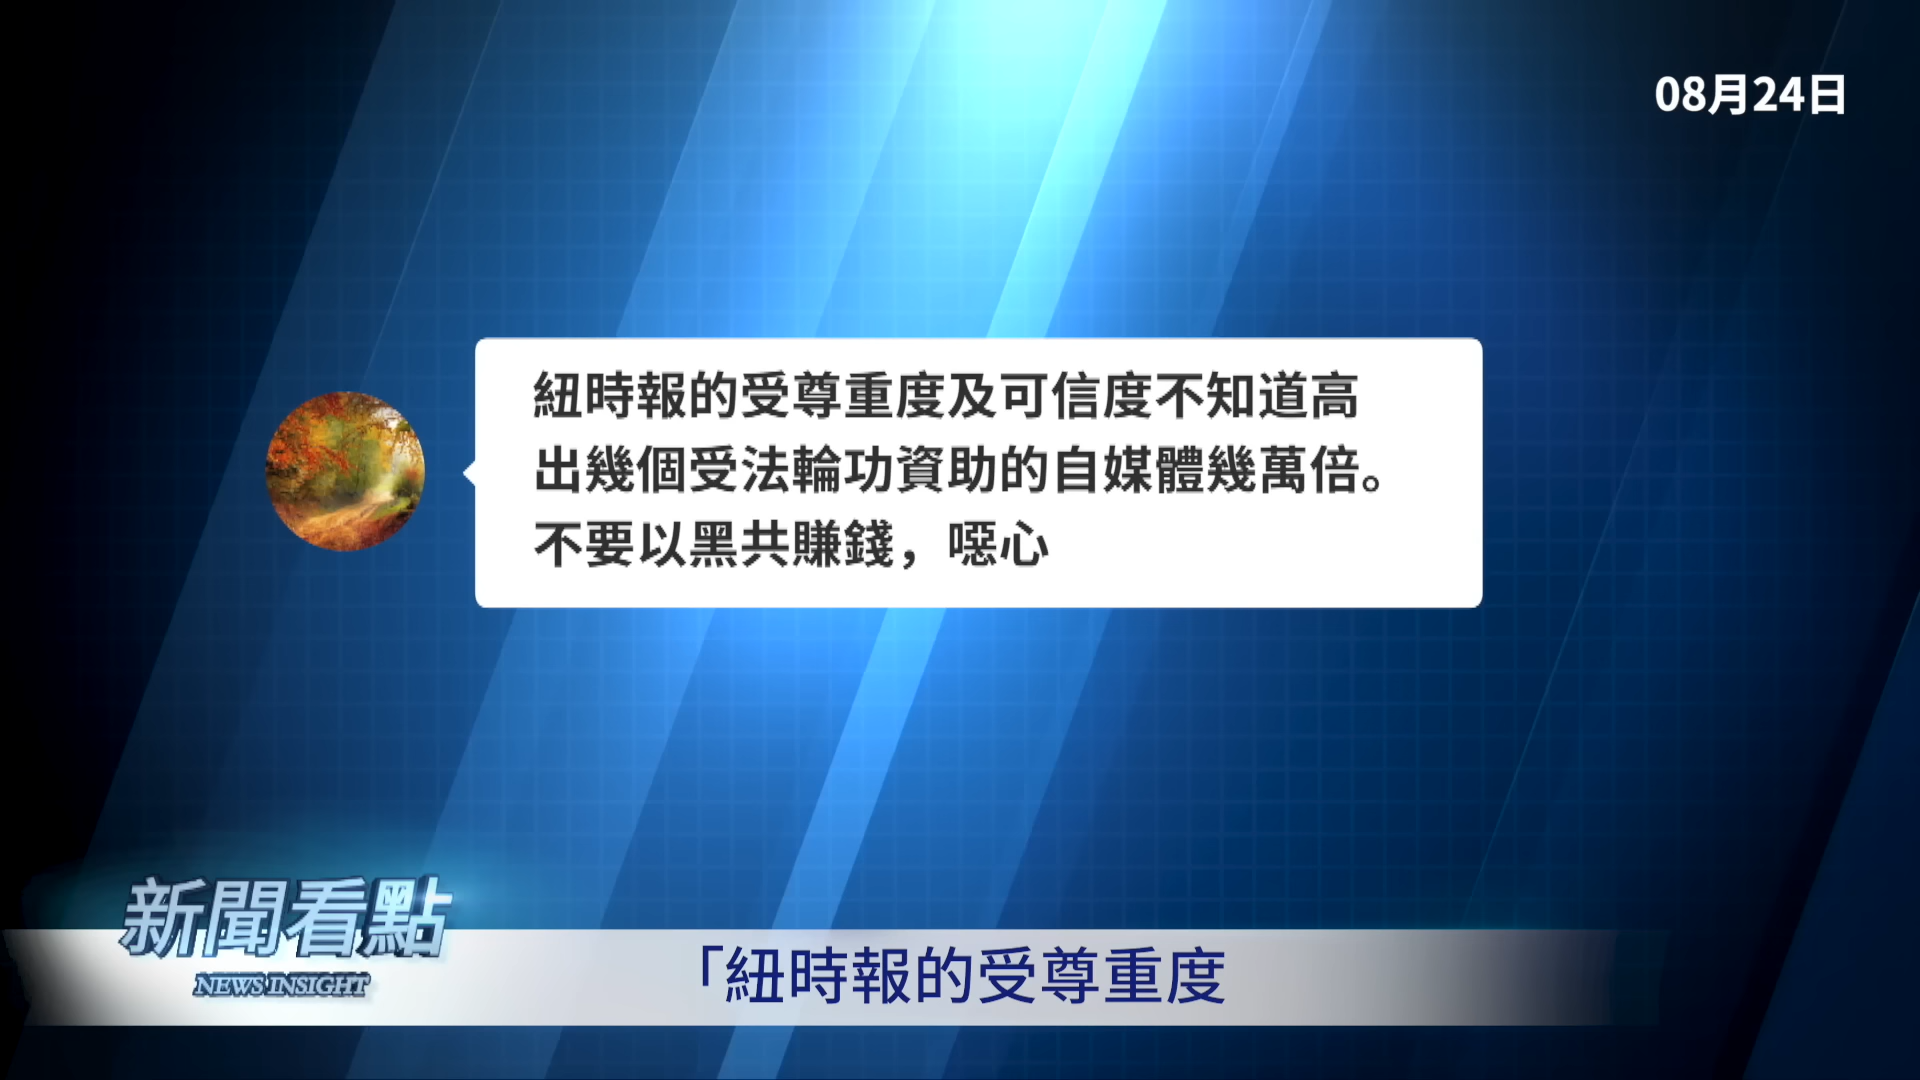 08月24日
紐時報的受尊重度及可信度不知道高
出幾個受法輪功資助的自媒體幾萬倍。
不要以黑共賺錢，噁心
新聞看點
NEWS INSIGHT
「紐時報的受尊重度